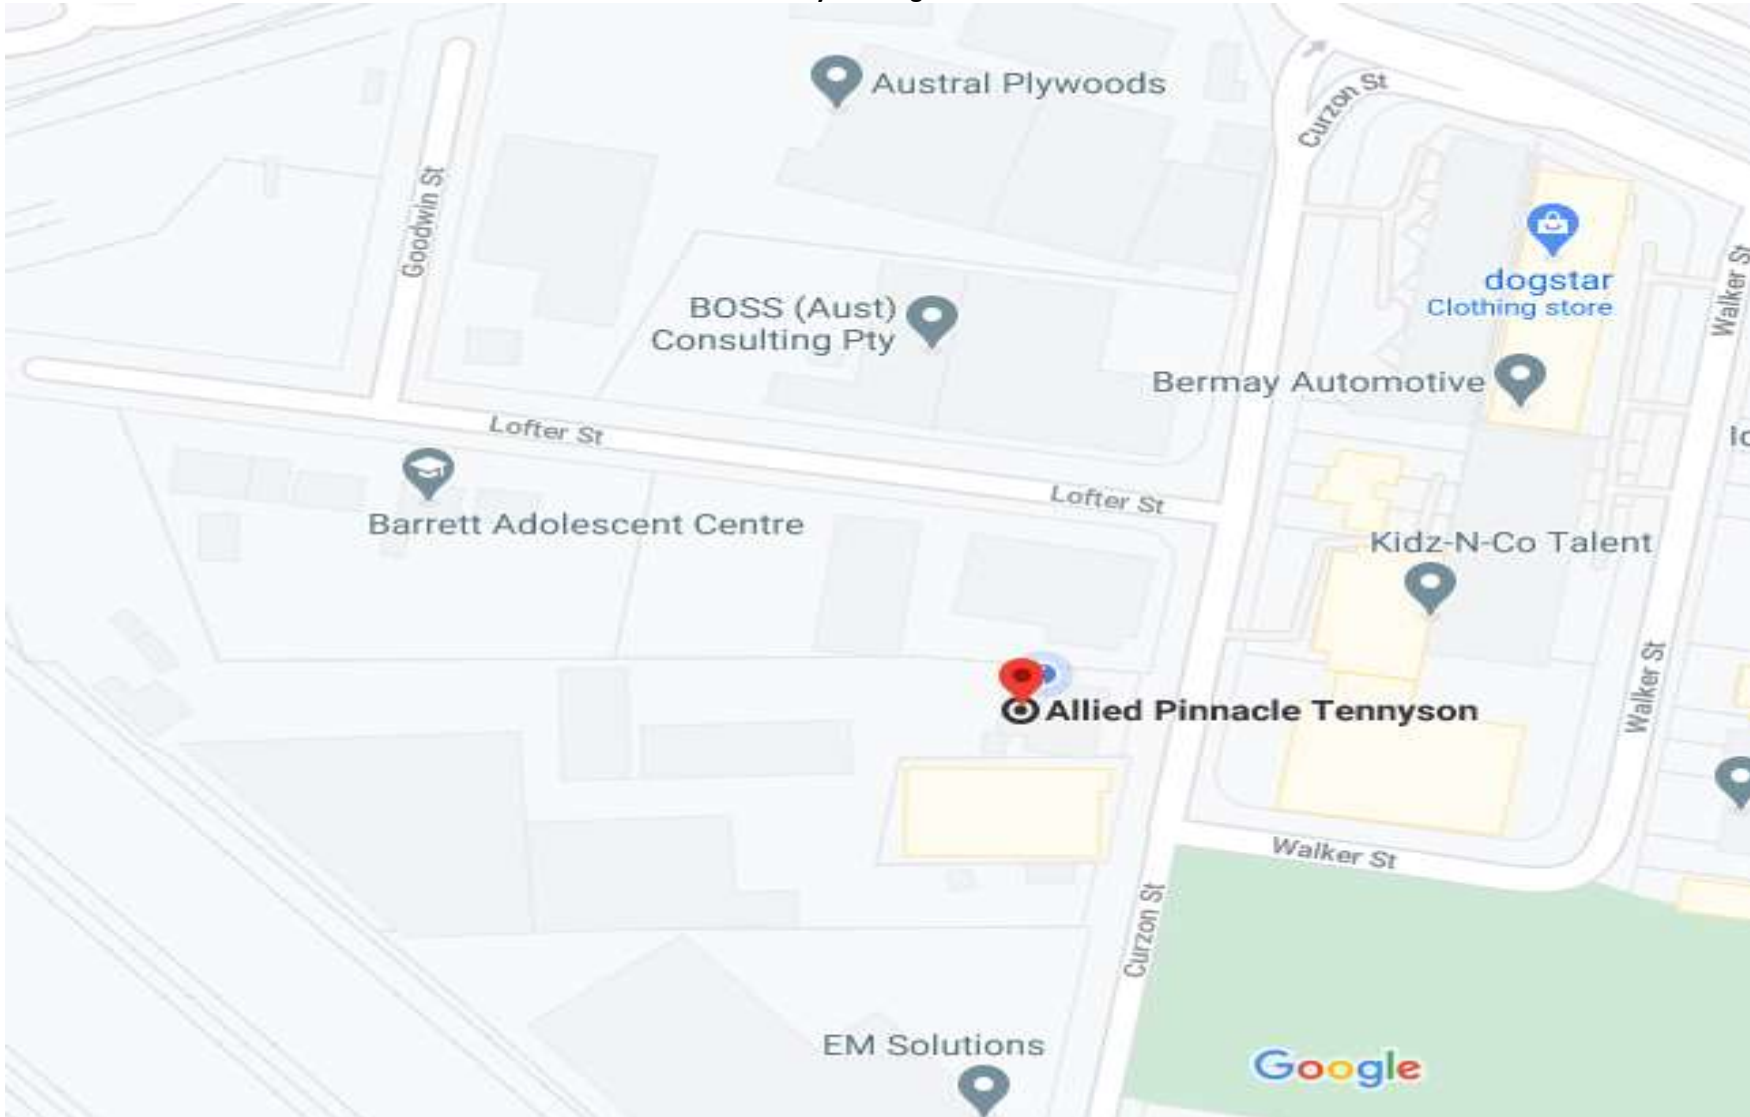 Austral Plywoods
Curzon St
Goodwin St
dogstar
Clothing store
Walker St
BOSS (Aust)
Consulting Pty
Bermay Automotive
Lofter St
Lofter St
Barrett Adolescent Centre
Kidz-N-Co Talent
Walker St
Allied Pinnacle Tennyson
Walker St
Curzon St
EM Solutions
Google